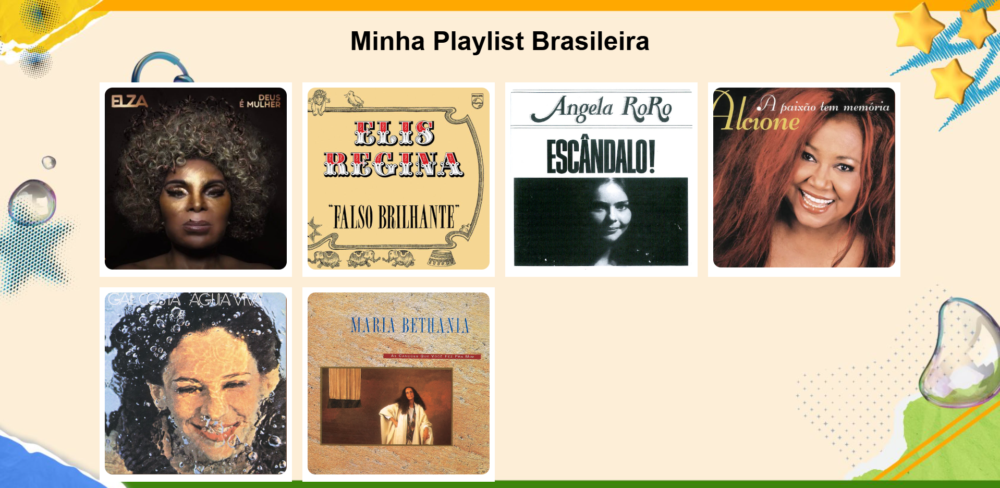 Minha Playlist Brasileira
ELZA
DEUS
É MULHER
PHILIPS
ELIS
REGINA
"FALSO BRILHANTE"
Angela RoRo
ESCÂNDALO!
A paixão tem memória
Alcione
GAL COSTA . ÁGUA VIVA
MARIA BETHANIA
AS CANÇÕES QUE VOCÊ FEZ PRA MIM